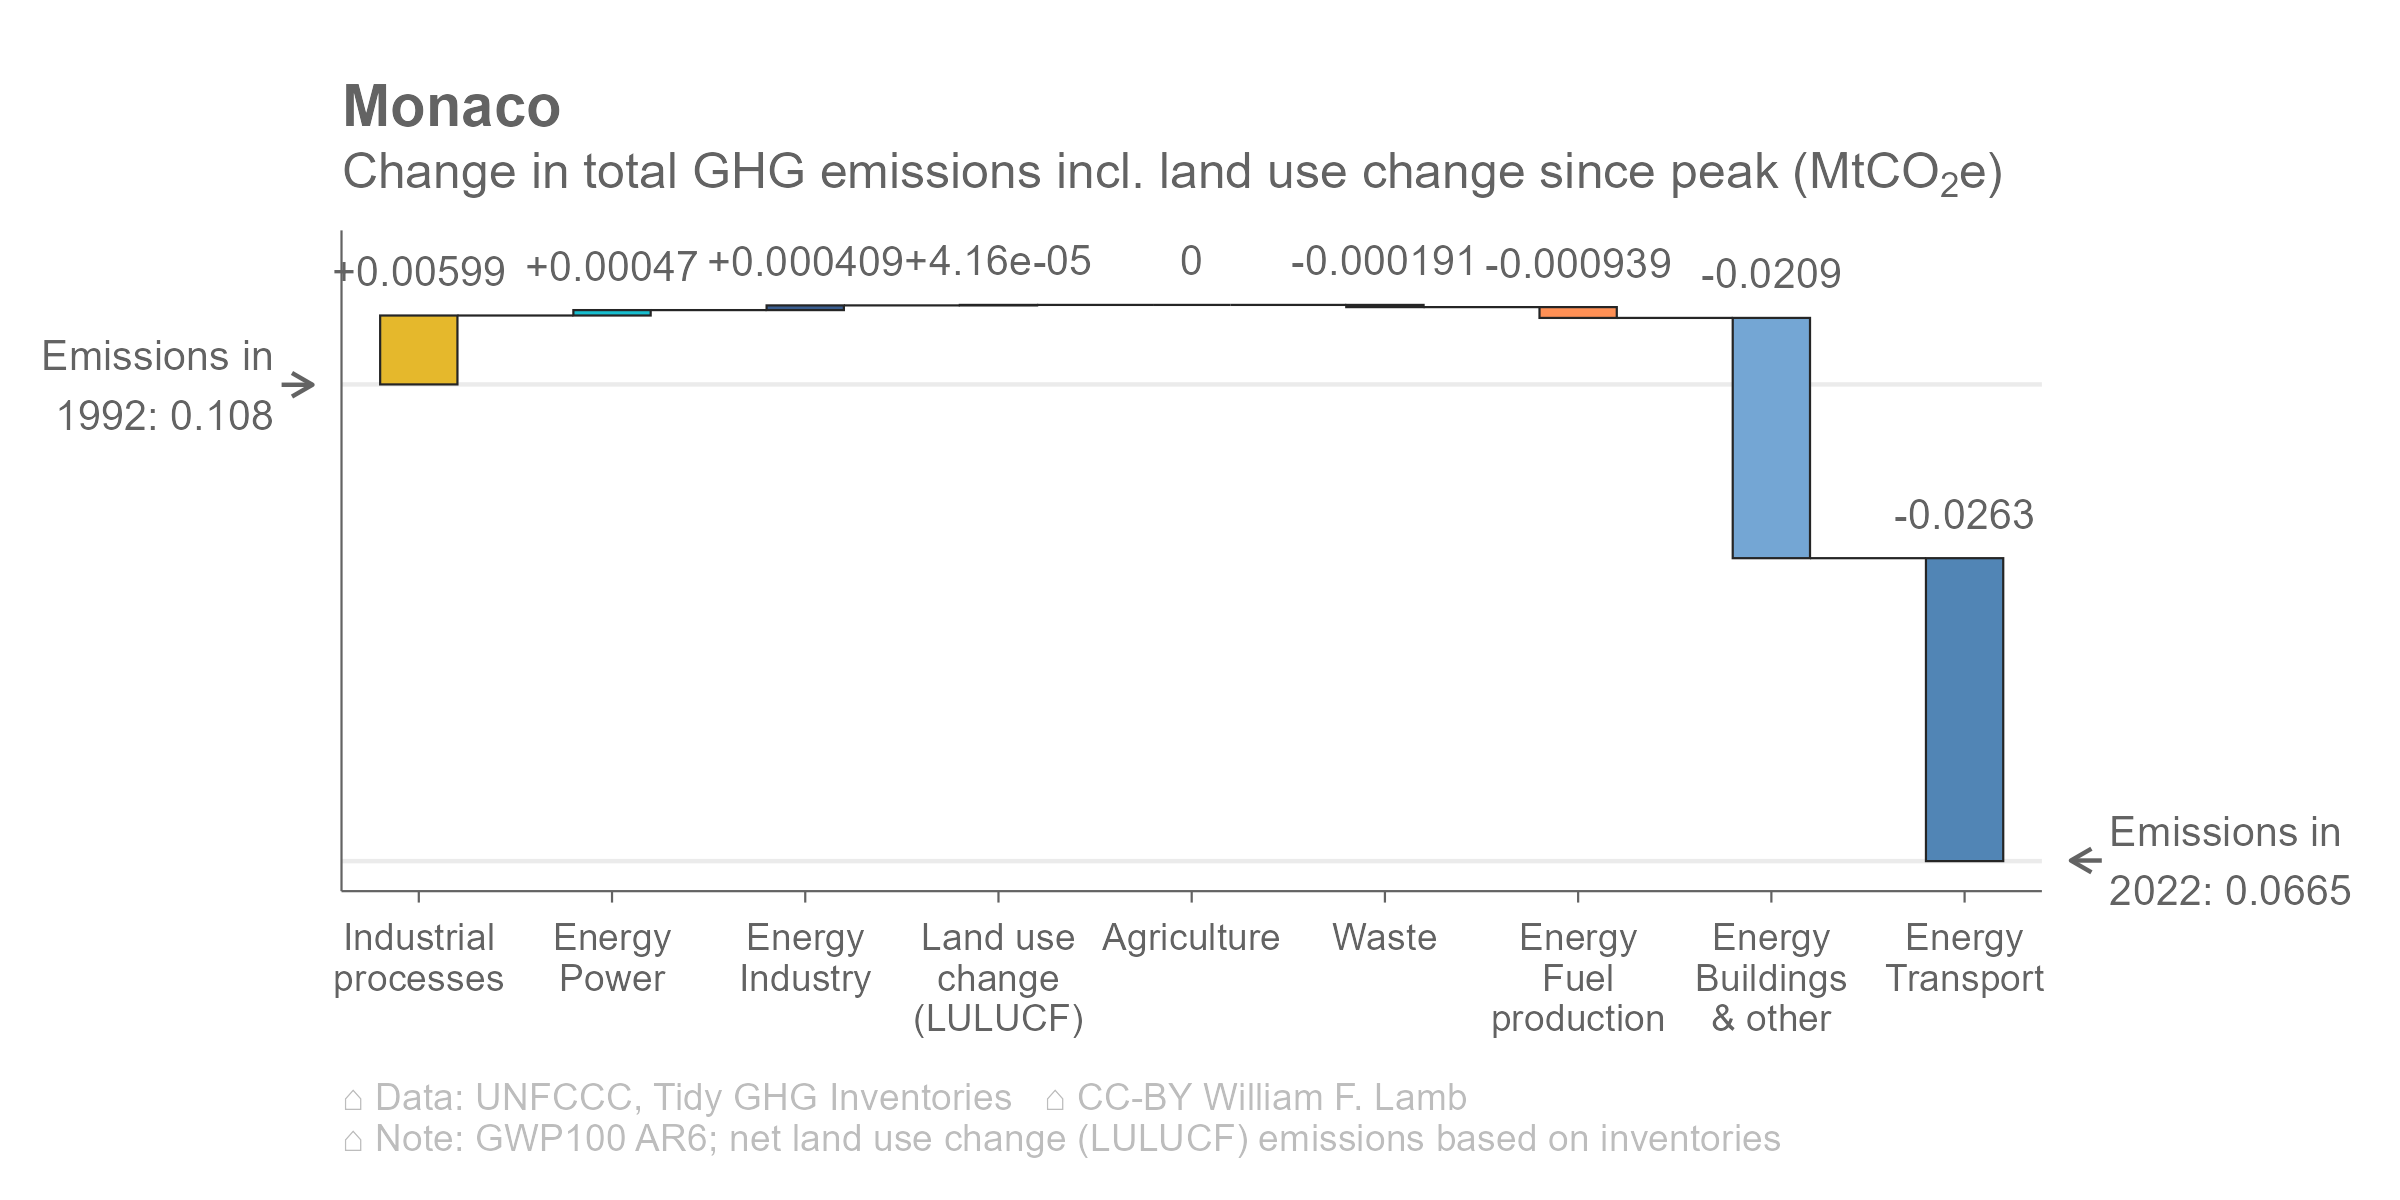 Monaco
Change in total GHG emissions incl. land use change since peak (MtCO₂e)
+0.00599 +0.00047 +0.000409 +4.16e-05 0 -0.000191 -0.000939 -0.0209
Emissions in
1992: 0.108
-0.0263
Emissions in
2022: 0.0665
Industrial
processes
Energy
Power
Energy
Industry
Land use
change
(LULUCF)
Agriculture
Waste
Energy
Fuel
production
Energy
Buildings
& other
Energy
Transport
⌂ Data: UNFCCC, Tidy GHG Inventories ⌂ CC-BY William F. Lamb
⌂ Note: GWP100 AR6; net land use change (LULUCF) emissions based on inventories